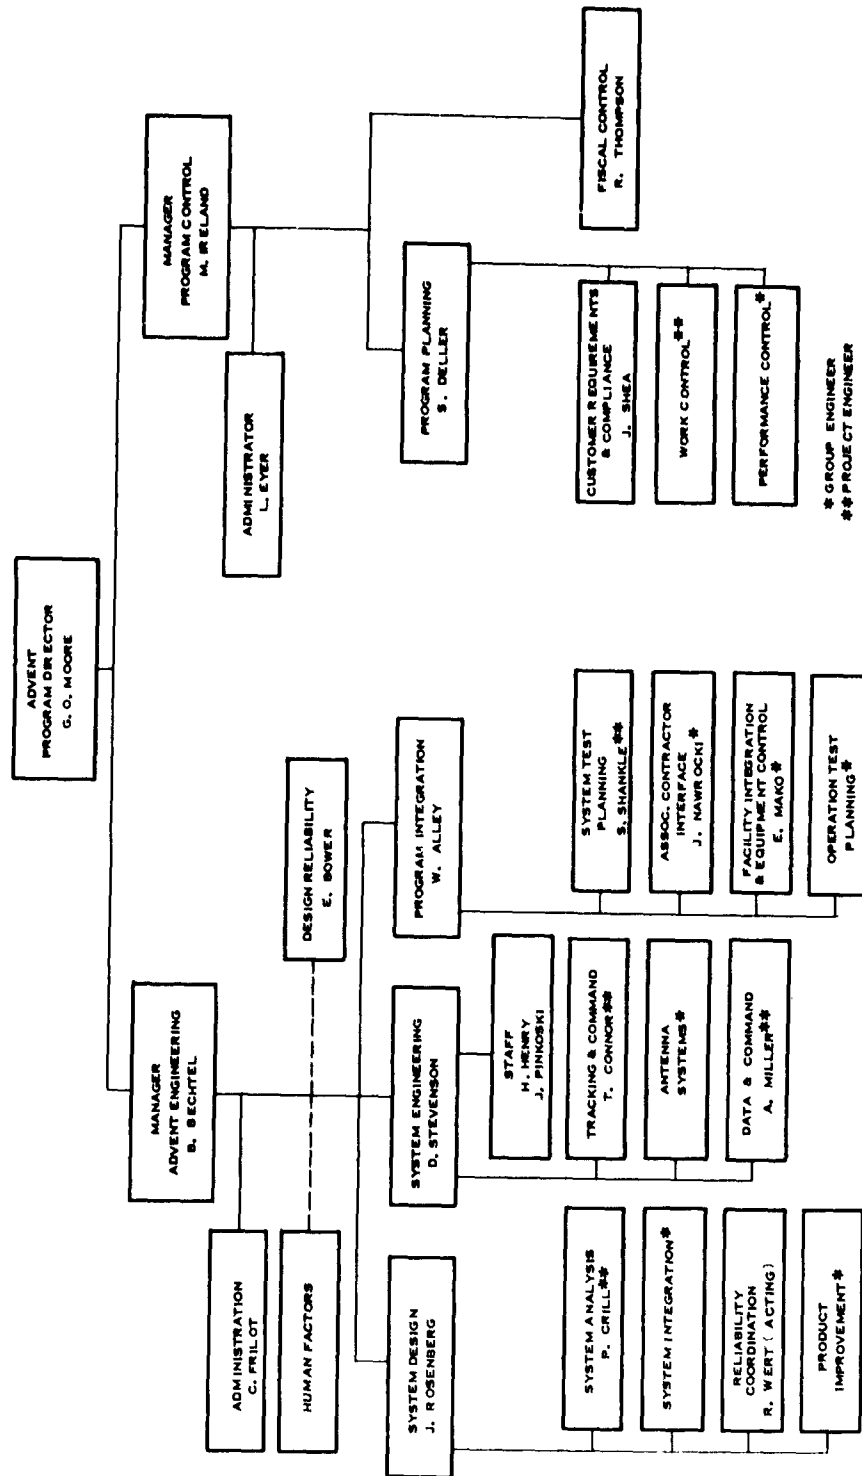 ADVENT
PROGRAM DIRECTOR
G. O. MOORE
MANAGER
ADVENT ENGINEERING
B. BECHTEL
MANAGER
PROGRAM CONTROL
M. IRELAND
ADMINISTRATION
C. FRILOT
ADMINISTRATOR
L. EYER
HUMAN FACTORS
DESIGN RELIABILITY
E. BOWER
SYSTEM DESIGN
J. ROSENBERG
SYSTEM ENGINEERING
D. STEVENSON
PROGRAM INTEGRATION
W. ALLEY
PROGRAM PLANNING
S. DELLER
FISCAL CONTROL
R. THOMPSON
STAFF
H. HENRY
J. PINKOSKI
SYSTEM ANALYSIS
P. CRILL**
SYSTEM INTEGRATION*
RELIABILITY
COORDINATION
R. WERT (ACTING)
PRODUCT
IMPROVEMENT*
TRACKING & COMMAND
T. CONNOR**
ANTENNA
SYSTEMS*
DATA & COMMAND
A. MILLER**
SYSTEM TEST
PLANNING
S. SHANKLE**
ASSOC. CONTRACTOR
INTERFACE
J. NAWROCKI*
FACILITY INTEGRATION
& EQUIPMENT CONTROL
E. MAKO*
OPERATION TEST
PLANNING*
CUSTOMER REQUIREMENTS
& COMPLIANCE
J. SHEA
WORK CONTROL**
PERFORMANCE CONTROL*
* GROUP ENGINEER
** PROJECT ENGINEER